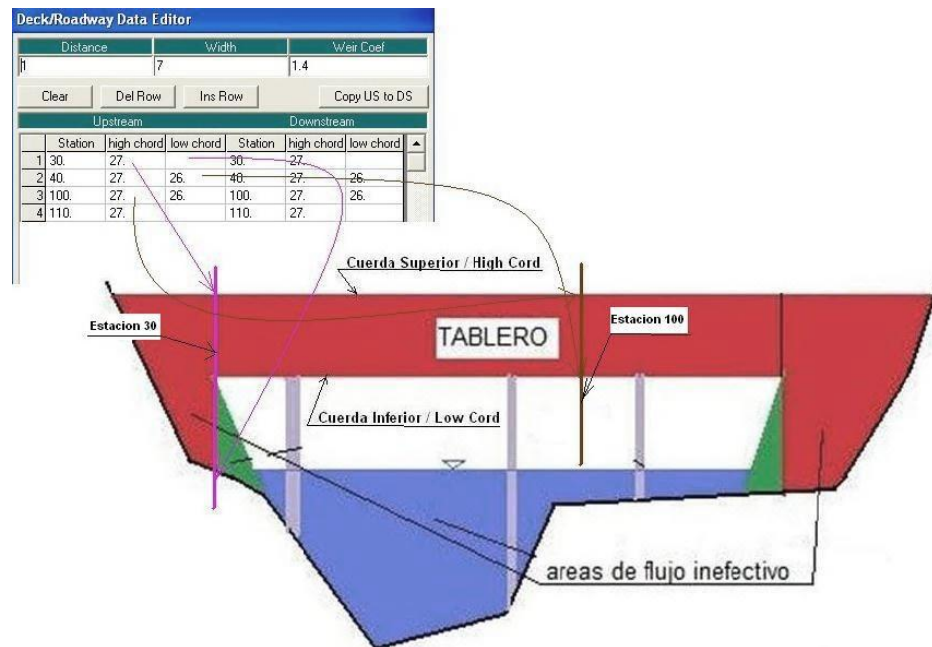 Deck/Roadway Data Editor
Distance Width Weir Coef
1 7 1.4
Clear Del Row Ins Row Copy US to DS
Upstream Downstream
Station high chord low chord Station high chord low chord
1 30. 27. 30. 27.
2 40. 27. 26. 40. 27. 26.
3 100. 27. 26. 100. 27. 26.
4 110. 27. 110. 27.
Cuerda Superior / High Cord
Estacion 30
TABLERO
Estacion 100
Cuerda Inferior / Low Cord
areas de flujo inefectivo